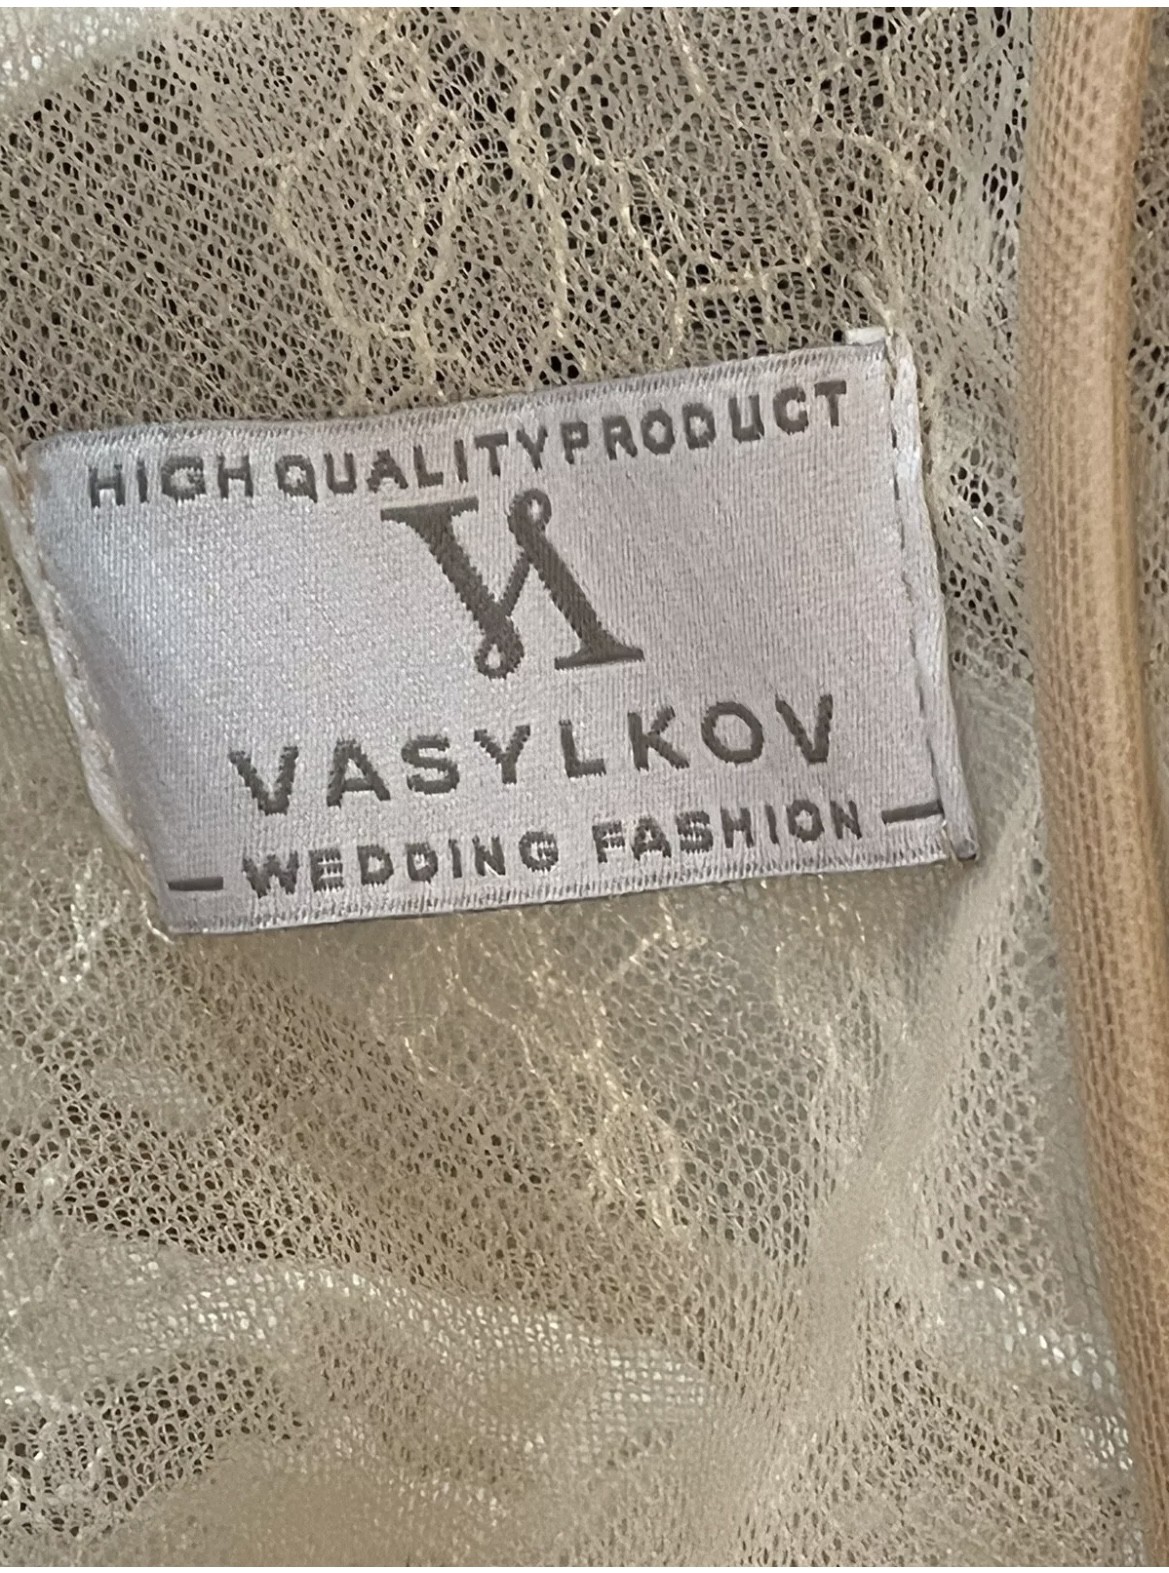 HIGH QUALITY PRODUCT
VASYLKOV
WEDDING FASHION